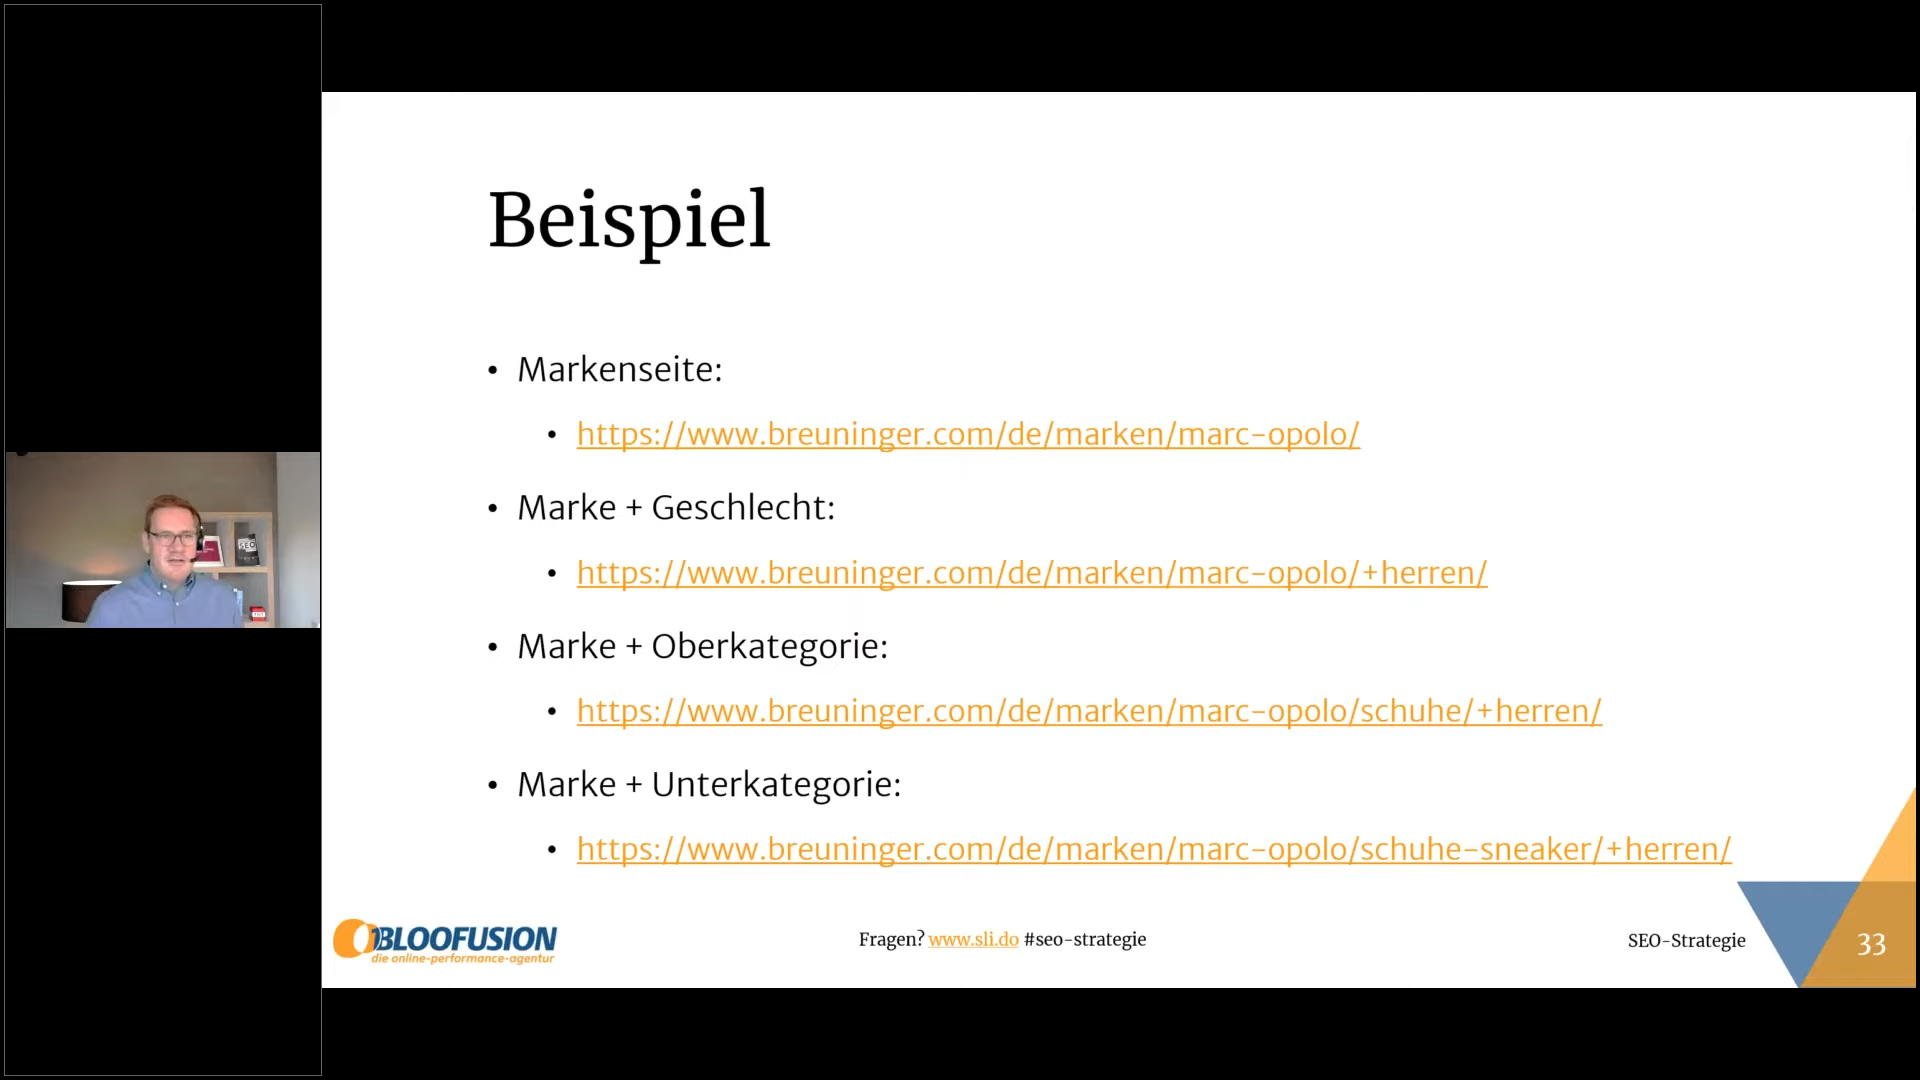 Beispiel
• Markenseite:
• https://www.breuninger.com/de/marken/marc-opolo/
• Marke + Geschlecht:
• https://www.breuninger.com/de/marken/marc-opolo/+herren/
• Marke + Oberkategorie:
• https://www.breuninger.com/de/marken/marc-opolo/schuhe/+herren/
• Marke + Unterkategorie:
• https://www.breuninger.com/de/marken/marc-opolo/schuhe-sneaker/+herren/
SEO
BLOOFUSION
die online-performance-agentur
Fragen? www.sli.do #seo-strategie
SEO-Strategie
33